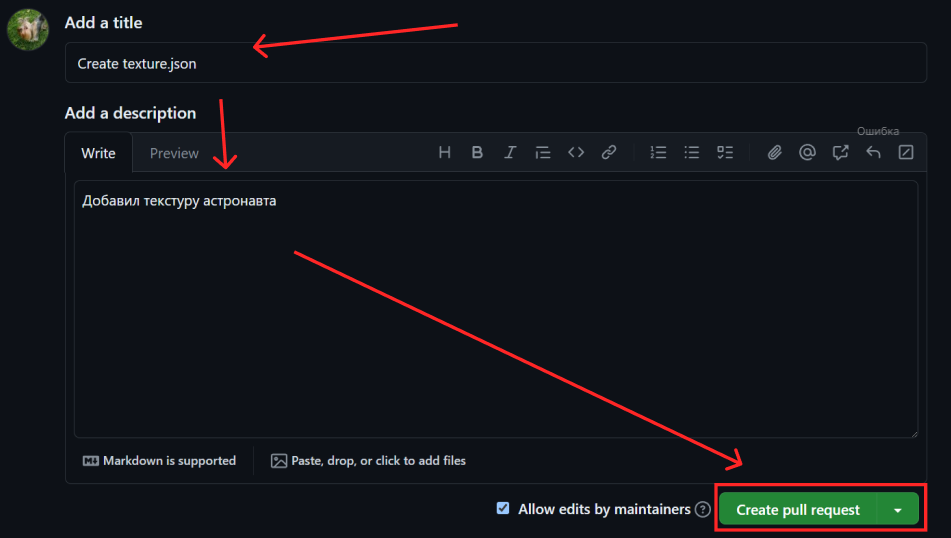 Add a title
Create texture.json
Add a description
Ошибка
Write Preview
Добавил текстуру астронавта
Markdown is supported Paste, drop, or click to add files
Allow edits by maintainers Create pull request